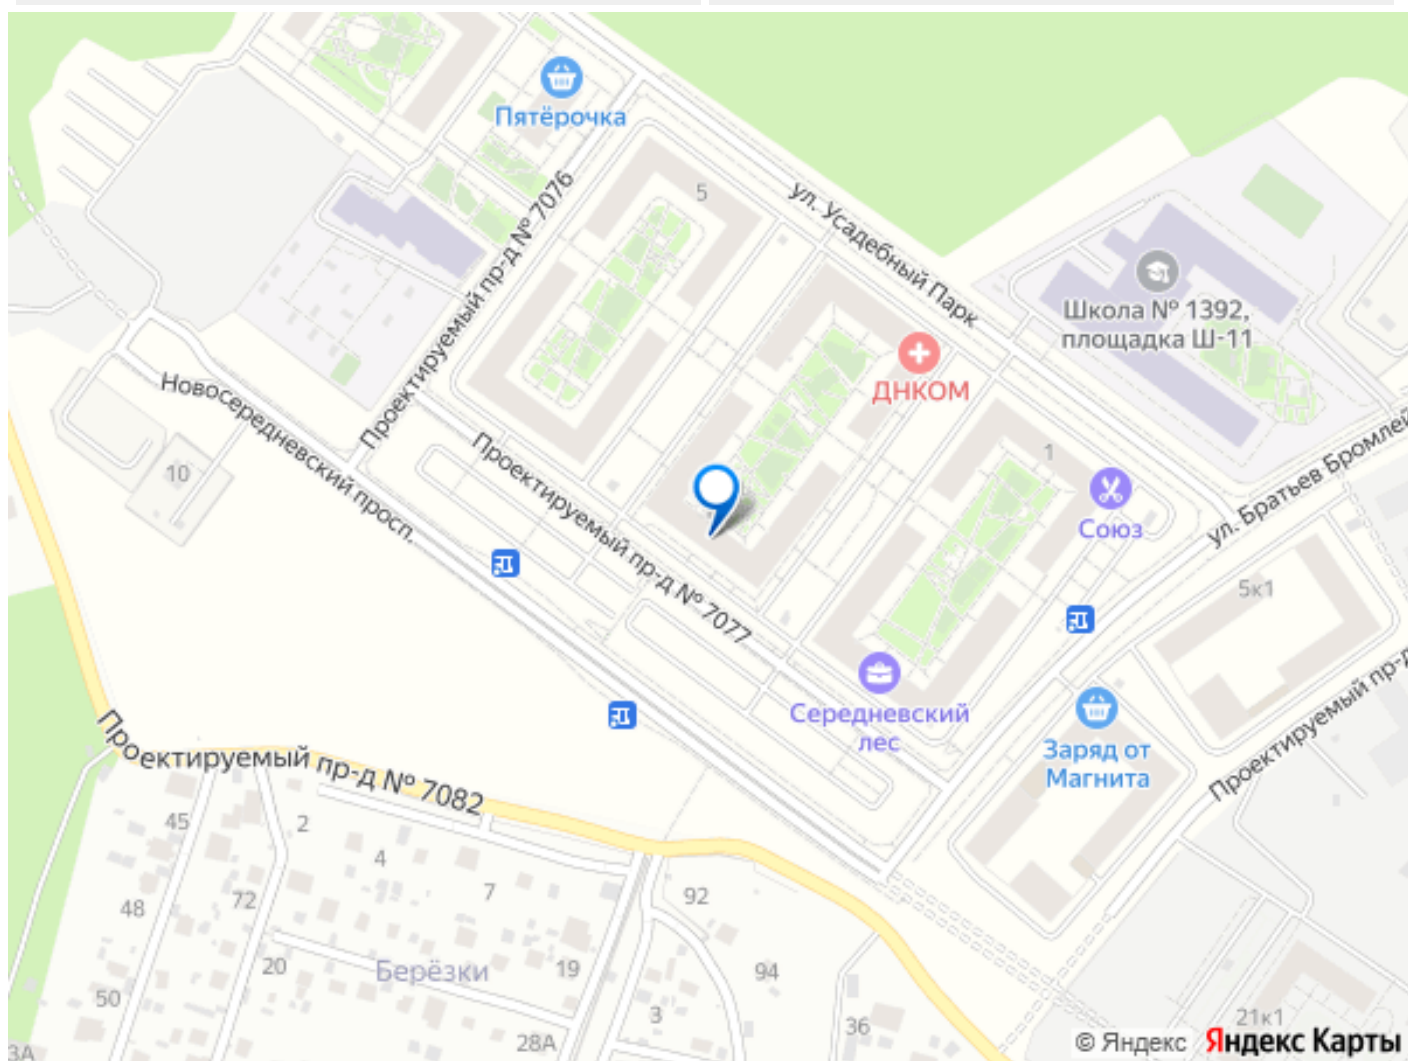 Пятёрочка
Проектируемый пр-д № 7076
5
ул. Усадебный Парк
Школа № 1392,
площадка Ш-11
ДНКОМ
Новосередневский просп.
10
Проектируемый пр-д № 7077
1
Союз
ул. Братьев Бромлей
5к1
Середневский
лес
Заряд от
Магнита
Проектируемый пр-д
Проектируемый пр-д № 7082
45
2
4
7
48
72
92
20
Берёзки
19
94
50
3
36
21к1
3А
28А
© Яндекс
Яндекс Карты